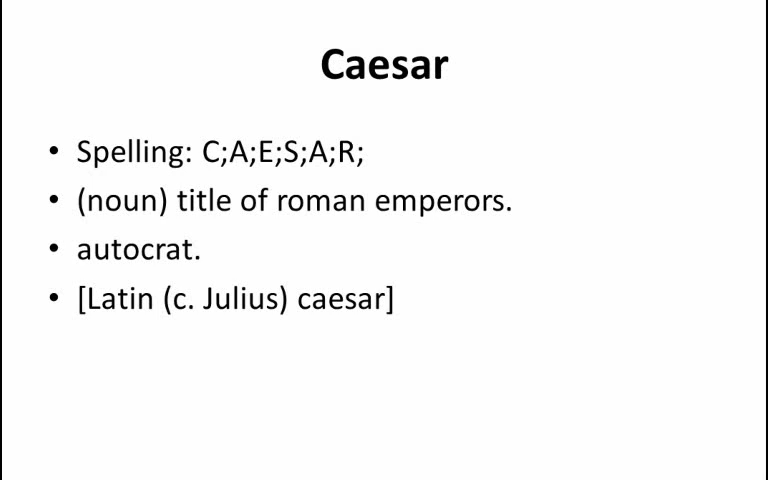 Caesar
• Spelling: C;A;E;S;A;R;
• (noun) title of roman emperors.
• autocrat.
• [Latin (c. Julius) caesar]